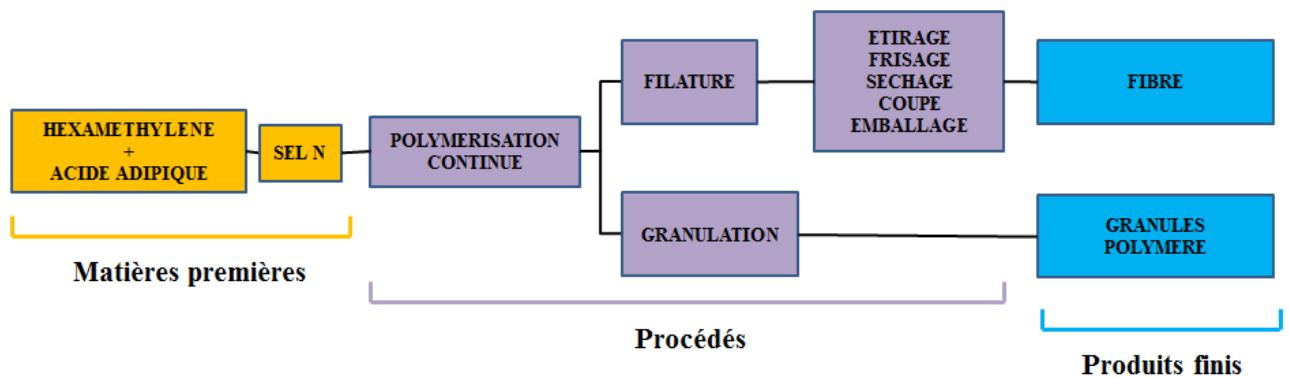 HEXAMETHYLENE
+
ACIDE ADIPIQUE
SEL N
POLYMERISATION
CONTINUE
FILATURE
ETIRAGE
FRISAGE
SECHAGE
COUPE
EMBALLAGE
FIBRE
GRANULATION
GRANULES
POLYMERE
Matières premières
Procédés
Produits finis